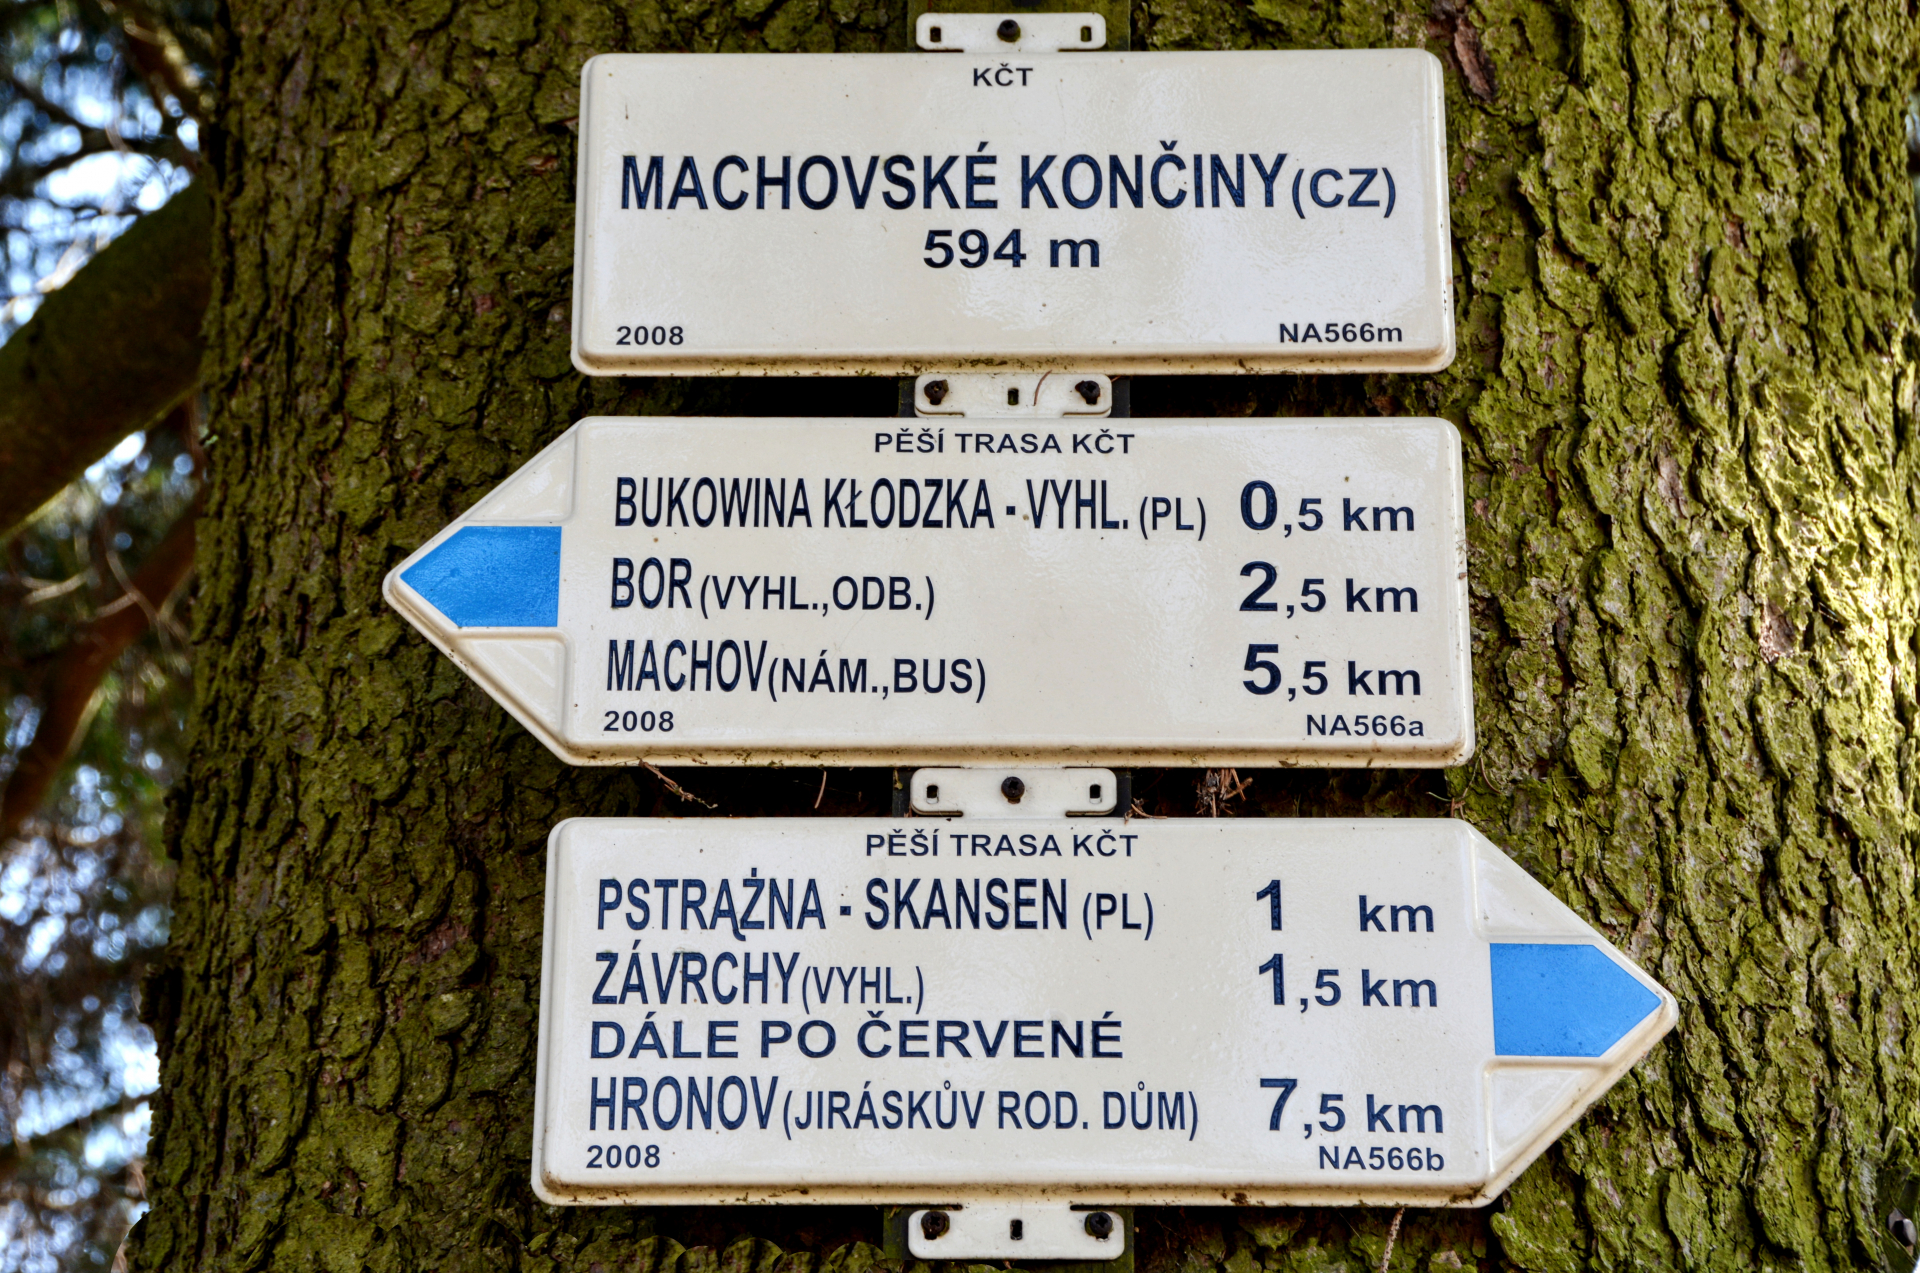 KČT
MACHOVSKÉ KONČINY (CZ)
594 m
2008 NA566m
PĚŠÍ TRASA KČT
BUKOWINA KŁODZKA - VYHL. (PL) 0,5 km
BOR (VYHL.,ODB.) 2,5 km
MACHOV (NÁM.,BUS) 5,5 km
2008 NA566a
PĚŠÍ TRASA KČT
PSTRĄŻNA - SKANSEN (PL) 1 km
ZÁVRCHY (VYHL.) 1,5 km
DÁLE PO ČERVENÉ
HRONOV (JIRÁSKŮV ROD. DŮM) 7,5 km
2008 NA566b